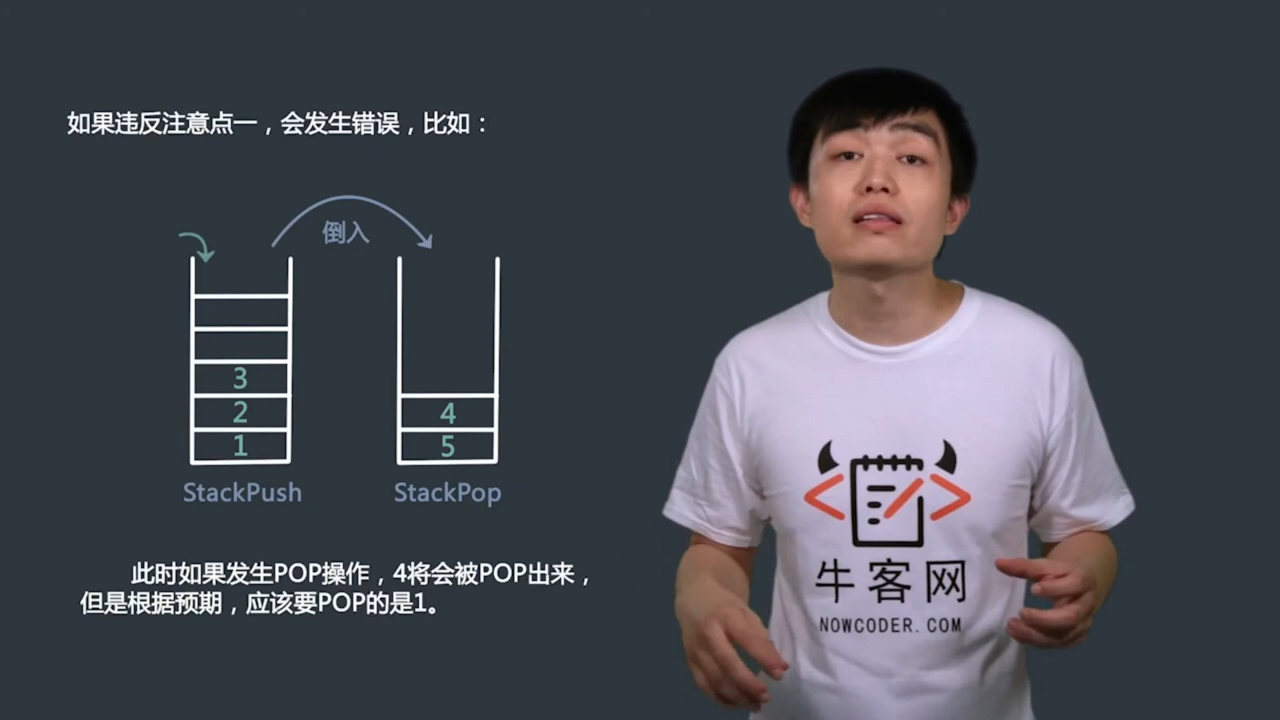 如果违反注意点一，会发生错误，比如：
倒入
3
2
1
4
5
StackPush
StackPop
此时如果发生POP操作，4将会被POP出来，
但是根据预期，应该要POP的是1。
牛客网
NOWCODER.COM